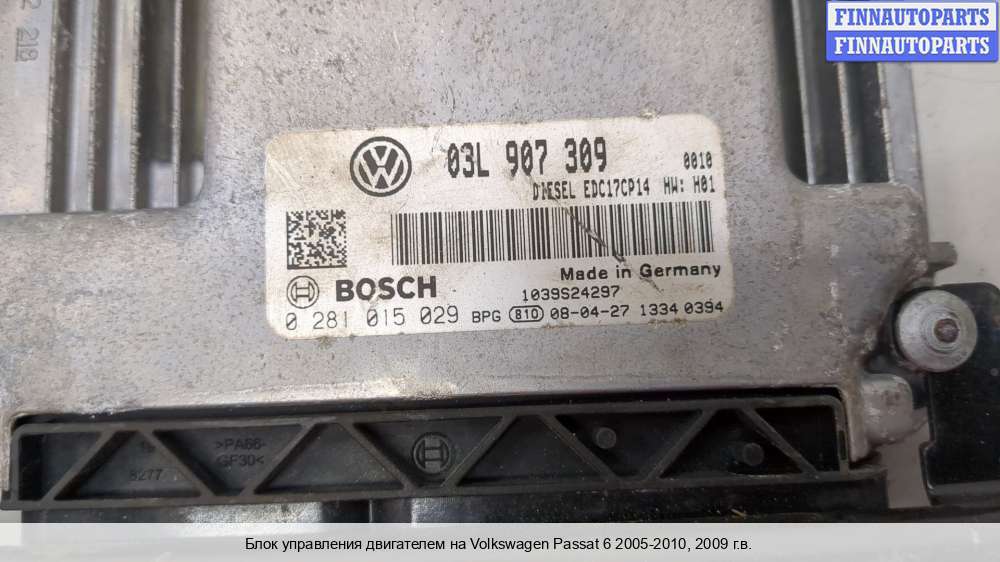 FINNAUTOPARTS
FINNAUTOPARTS
2 218
03L 907 309 0010
DIESEL EDC17CP14 HW: H01
Made in Germany
BOSCH 1039S24297
0 281 015 029 BPG 810 08-04-27 1334 0394
>PA66-
GF30<
8277
Блок управления двигателем на Volkswagen Passat 6 2005-2010, 2009 г.в.